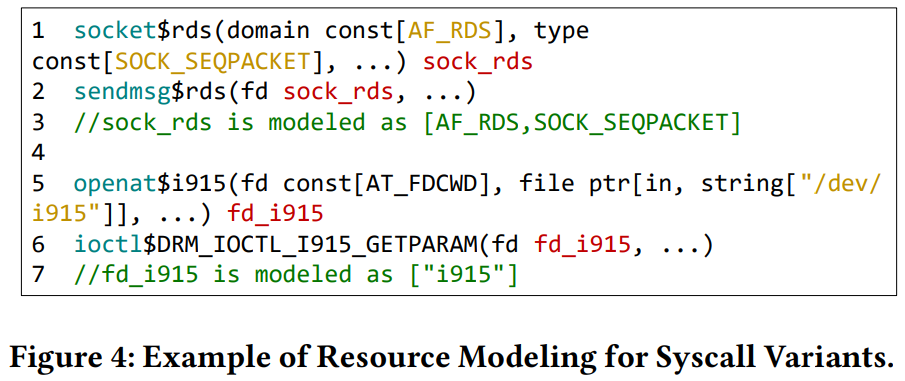 1 socket$rds(domain const[AF_RDS], type
const[SOCK_SEQPACKET], ...) sock_rds
2 sendmsg$rds(fd sock_rds, ...)
3 //sock_rds is modeled as [AF_RDS,SOCK_SEQPACKET]
4
5 openat$i915(fd const[AT_FDCWD], file ptr[in, string["/dev/
i915"]], ...) fd_i915
6 ioctl$DRM_IOCTL_I915_GETPARAM(fd fd_i915, ...)
7 //fd_i915 is modeled as ["i915"]
Figure 4: Example of Resource Modeling for Syscall Variants.